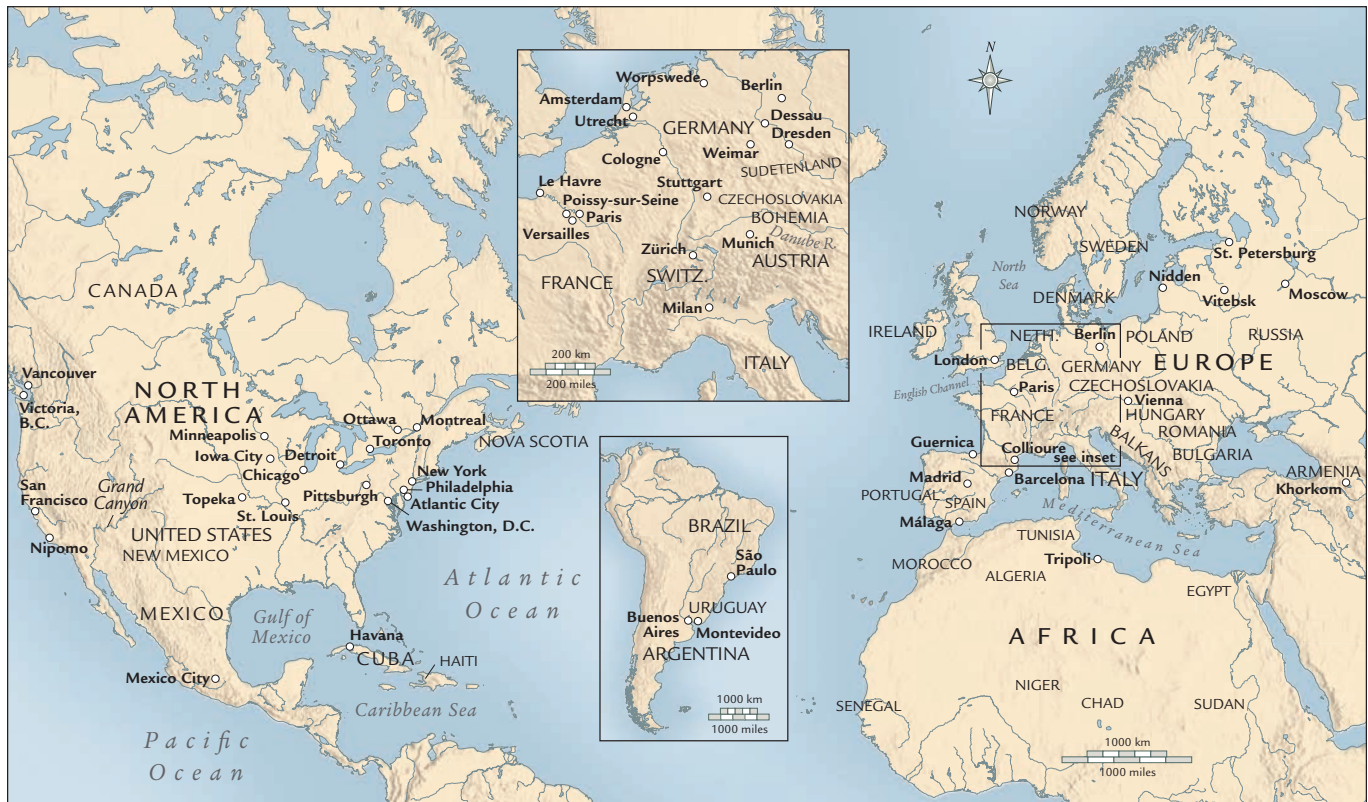 CANADA
Vancouver
Victoria,
B.C.
NORTH
AMERICA
Ottawa
Montreal
Minneapolis
Toronto
NOVA SCOTIA
Iowa City
Detroit
Chicago
New York
San
Francisco
Grand
Canyon
Topeka
Pittsburgh
Philadelphia
Atlantic City
St. Louis
Washington, D.C.
UNITED STATES
Nipomo
NEW MEXICO
Atlantic
Ocean
MEXICO
Gulf of
Mexico
Havana
CUBA
HAITI
Mexico City
Caribbean Sea
Pacific
Ocean
Worpswede
Berlin
Amsterdam
Utrecht
Dessau
GERMANY
Dresden
Cologne
Weimar
SUDETENLAND
Le Havre
Stuttgart
Poissy-sur-Seine
CZECHOSLOVAKIA
Paris
BOHEMIA
Versailles
Danube R.
Zürich
Munich
AUSTRIA
FRANCE
SWITZ.
Milan
ITALY
200 km
200 miles
BRAZIL
São
Paulo
URUGUAY
Buenos
Aires
Montevideo
ARGENTINA
1000 km
1000 miles
N
NORWAY
SWEDEN
St. Petersburg
North
Sea
Nidden
DENMARK
Vitebsk
Moscow
IRELAND
NETH.
Berlin
POLAND
RUSSIA
London
BELG.
GERMANY
EUROPE
English Channel
Paris
CZECHOSLOVAKIA
Vienna
FRANCE
HUNGARY
ROMANIA
Guernica
Collioure
see inset
BALKANS
BULGARIA
Madrid
Barcelona
ITALY
ARMENIA
Khorkom
PORTUGAL
SPAIN
Málaga
Mediterranean Sea
TUNISIA
MOROCCO
ALGERIA
Tripoli
EGYPT
AFRICA
NIGER
SENEGAL
CHAD
SUDAN
1000 km
1000 miles